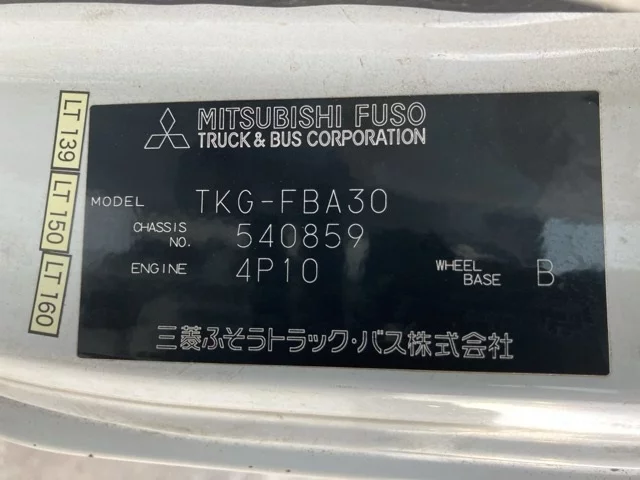 MITSUBISHI FUSO
TRUCK & BUS CORPORATION
MODEL TKG-FBA30
CHASSIS NO. 540859
ENGINE 4P10 WHEEL BASE B
三菱ふそうトラック・バス株式会社
LT 139
LT 150
LT 160